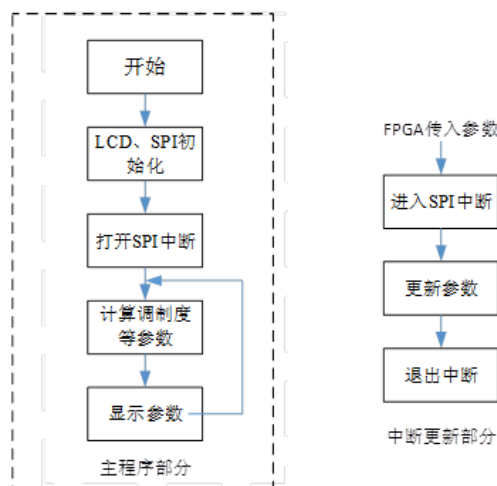 开始
LCD、SPI初
始化
打开SPI中断
计算调制度
等参数
显示参数
主程序部分
FPGA传入参数
进入SPI中断
更新参数
退出中断
中断更新部分